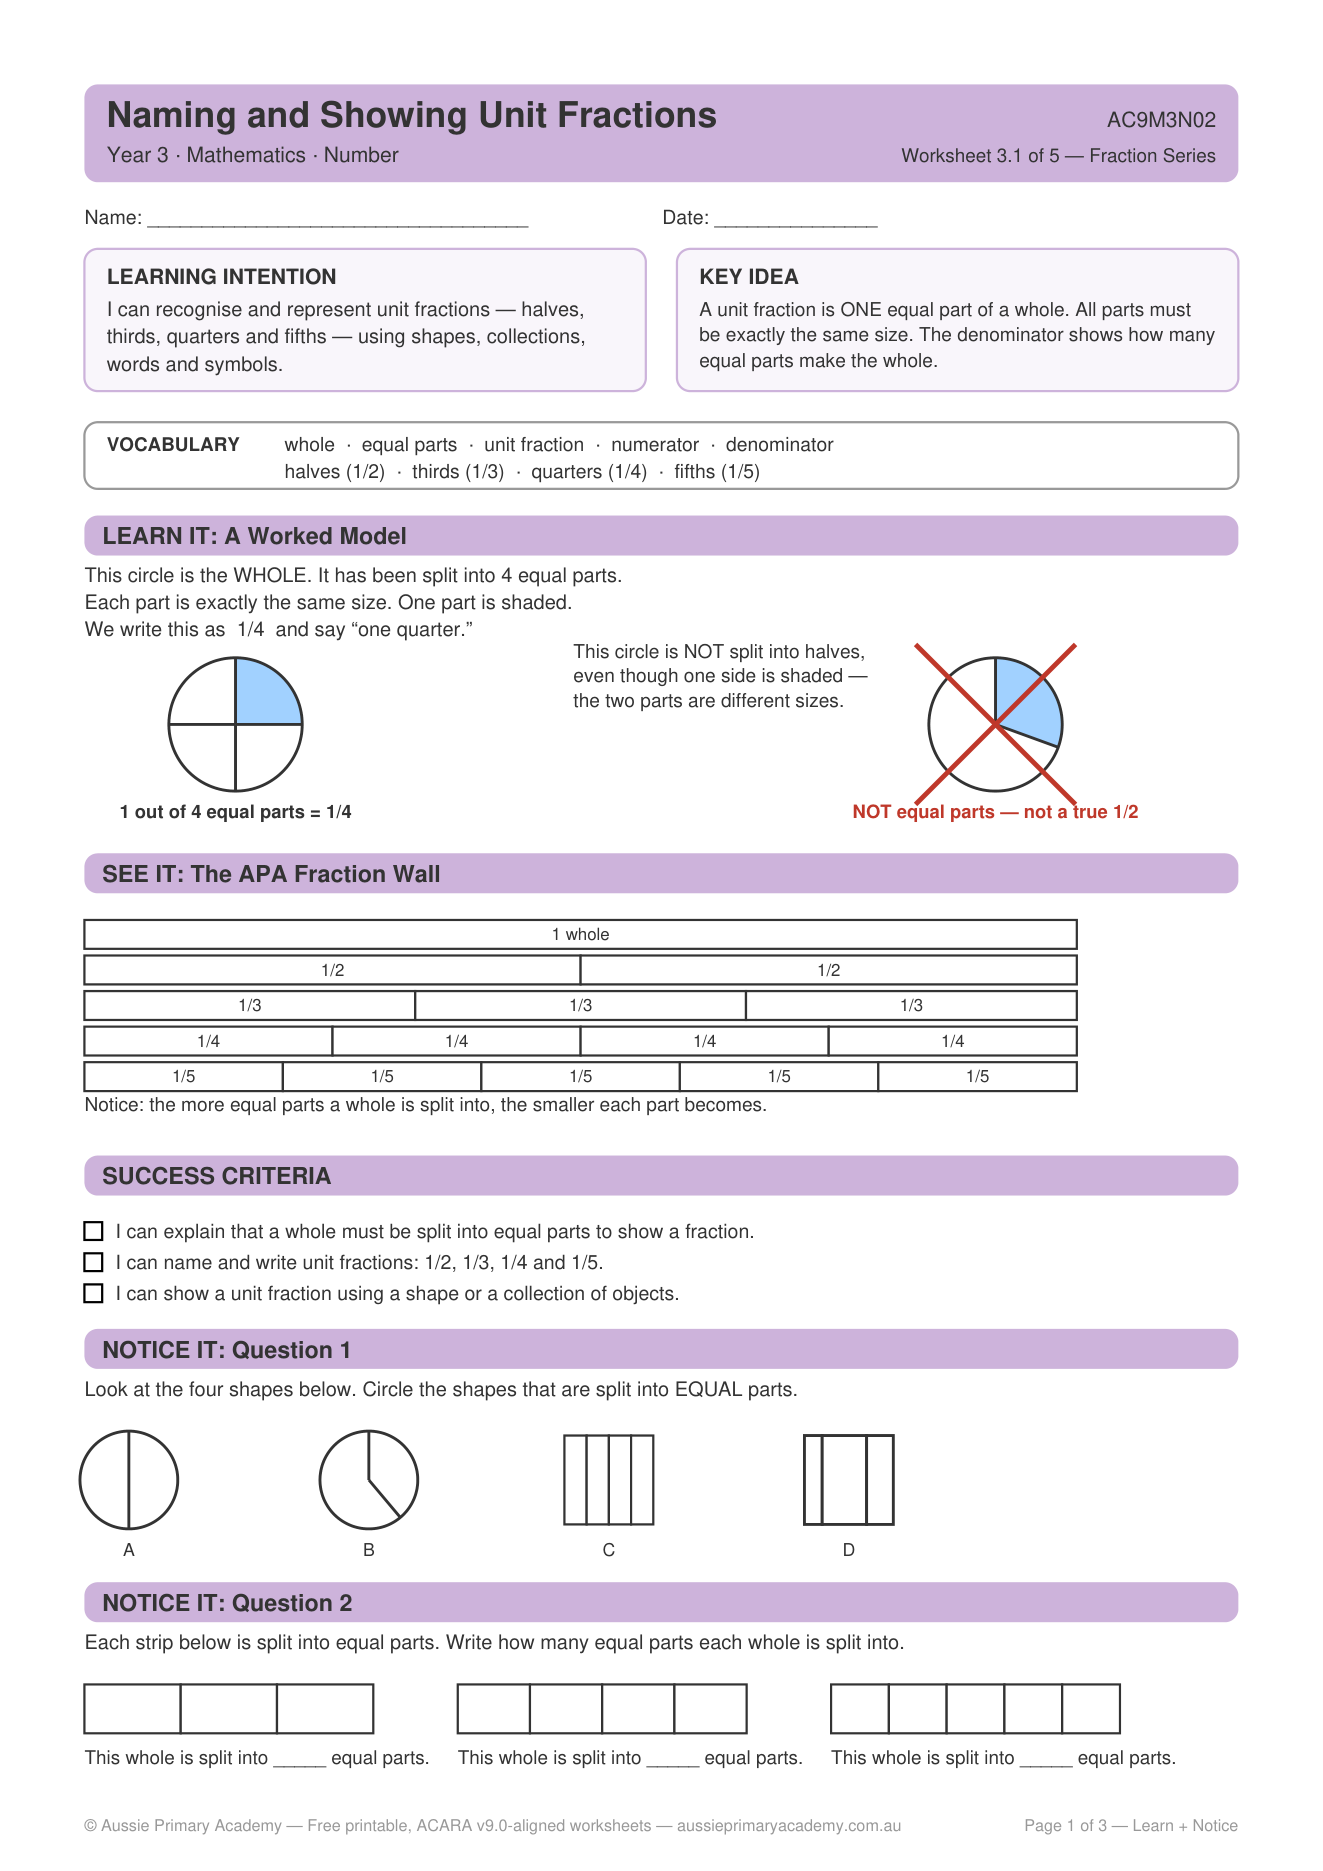 Naming and Showing Unit Fractions
AC9M3N02
Year 3 · Mathematics · Number
Worksheet 3.1 of 5 — Fraction Series
Name: ___________________________________
Date: _______________
LEARNING INTENTION
I can recognise and represent unit fractions — halves,
thirds, quarters and fifths — using shapes, collections,
words and symbols.
KEY IDEA
A unit fraction is ONE equal part of a whole. All parts must
be exactly the same size. The denominator shows how many
equal parts make the whole.
VOCABULARY
whole · equal parts · unit fraction · numerator · denominator
halves (1/2) · thirds (1/3) · quarters (1/4) · fifths (1/5)
LEARN IT: A Worked Model
This circle is the WHOLE. It has been split into 4 equal parts.
Each part is exactly the same size. One part is shaded.
We write this as 1/4 and say “one quarter.”
This circle is NOT split into halves,
even though one side is shaded —
the two parts are different sizes.
1 out of 4 equal parts = 1/4
NOT equal parts — not a true 1/2
SEE IT: The APA Fraction Wall
1 whole
1/2 1/2
1/3 1/3 1/3
1/4 1/4 1/4 1/4
1/5 1/5 1/5 1/5 1/5
Notice: the more equal parts a whole is split into, the smaller each part becomes.
SUCCESS CRITERIA
I can explain that a whole must be split into equal parts to show a fraction.
I can name and write unit fractions: 1/2, 1/3, 1/4 and 1/5.
I can show a unit fraction using a shape or a collection of objects.
NOTICE IT: Question 1
Look at the four shapes below. Circle the shapes that are split into EQUAL parts.
A B C D
NOTICE IT: Question 2
Each strip below is split into equal parts. Write how many equal parts each whole is split into.
This whole is split into _____ equal parts.
This whole is split into _____ equal parts.
This whole is split into _____ equal parts.
© Aussie Primary Academy — Free printable, ACARA v9.0-aligned worksheets — aussieprimaryacademy.com.au
Page 1 of 3 — Learn + Notice